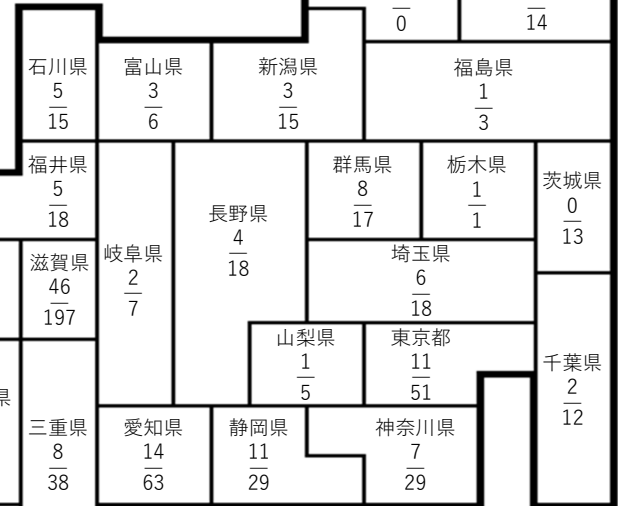 0
14
石川県
5
15
富山県
3
6
新潟県
3
15
福島県
1
3
福井県
5
18
岐阜県
2
7
長野県
4
18
群馬県
8
17
栃木県
1
1
茨城県
0
13
滋賀県
46
197
埼玉県
6
18
山梨県
1
5
東京都
11
51
千葉県
2
12
県
三重県
8
38
愛知県
14
63
静岡県
11
29
神奈川県
7
29